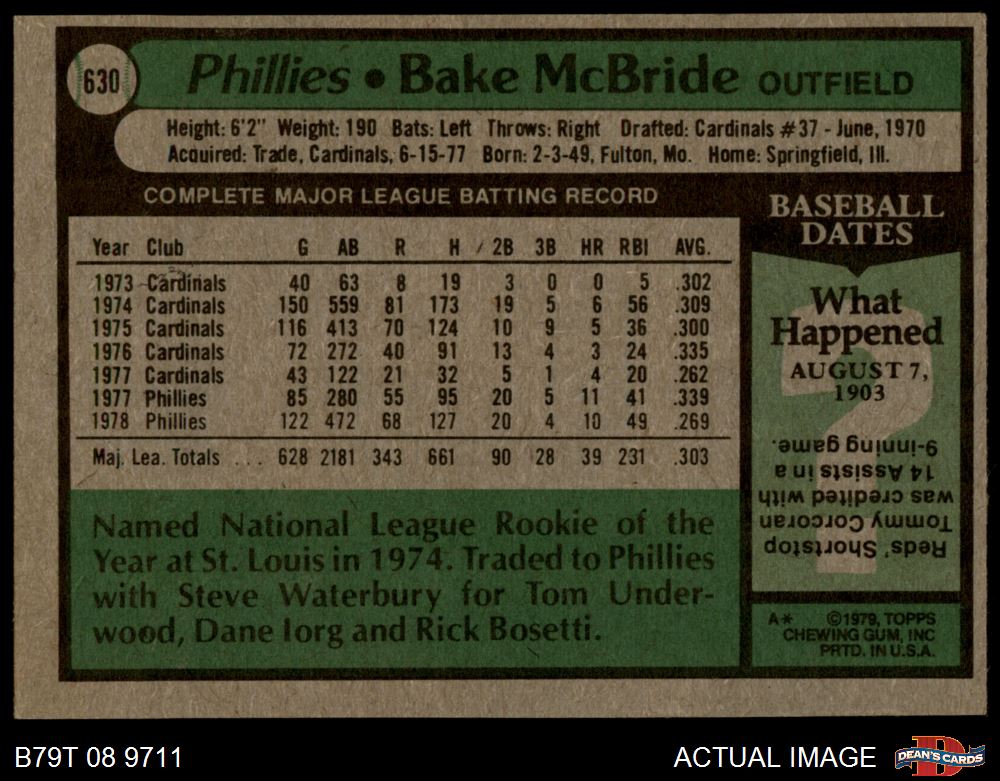 630
Phillies • Bake McBride OUTFIELD
Height: 6'2" Weight: 190 Bats: Left Throws: Right Drafted: Cardinals #37 - June, 1970
Acquired: Trade, Cardinals, 6-15-77 Born: 2-3-49, Fulton, Mo. Home: Springfield, Ill.
COMPLETE MAJOR LEAGUE BATTING RECORD
Year Club G AB R H 2B 3B HR RBI AVG.
1973 Cardinals 40 63 8 19 3 0 0 5 .302
1974 Cardinals 150 559 81 173 19 5 6 56 .309
1975 Cardinals 116 413 70 124 10 9 5 36 .300
1976 Cardinals 72 272 40 91 13 4 3 24 .335
1977 Cardinals 43 122 21 32 5 1 4 20 .262
1977 Phillies 85 280 55 95 20 5 11 41 .339
1978 Phillies 122 472 68 127 20 4 10 49 .269
Maj. Lea. Totals ... 628 2181 343 661 90 28 39 231 .303
Named National League Rookie of the
Year at St. Louis in 1974. Traded to Phillies
with Steve Waterbury for Tom Under-
wood, Dane Iorg and Rick Bosetti.
BASEBALL
DATES
What
Happened
AUGUST 7,
1903
Reds' Shortstop
Tommy Corcoran
was credited with
14 Assists in a
9-inning game.
A* ©1979, TOPPS
CHEWING GUM, INC
PRTD. IN U.S.A.
B79T 08 9711
ACTUAL IMAGE
D
DEAN'S CARDS